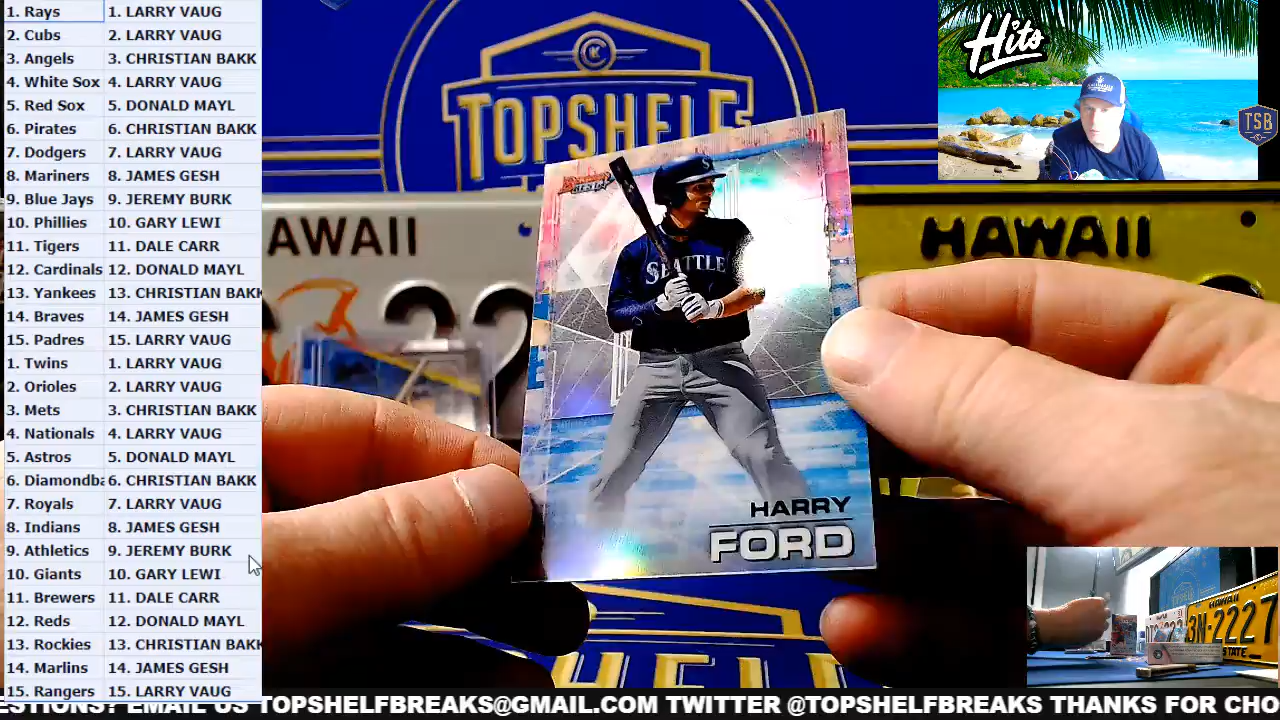 1. Rays 1. LARRY VAUG
2. Cubs 2. LARRY VAUG
3. Angels 3. CHRISTIAN BAKK
4. White Sox 4. LARRY VAUG
5. Red Sox 5. DONALD MAYL
6. Pirates 6. CHRISTIAN BAKK
7. Dodgers 7. LARRY VAUG
8. Mariners 8. JAMES GESH
9. Blue Jays 9. JEREMY BURK
10. Phillies 10. GARY LEWI
11. Tigers 11. DALE CARR
12. Cardinals 12. DONALD MAYL
13. Yankees 13. CHRISTIAN BAKK
14. Braves 14. JAMES GESH
15. Padres 15. LARRY VAUG
1. Twins 1. LARRY VAUG
2. Orioles 2. LARRY VAUG
3. Mets 3. CHRISTIAN BAKK
4. Nationals 4. LARRY VAUG
5. Astros 5. DONALD MAYL
6. Diamondba 6. CHRISTIAN BAKK
7. Royals 7. LARRY VAUG
8. Indians 8. JAMES GESH
9. Athletics 9. JEREMY BURK
10. Giants 10. GARY LEWI
11. Brewers 11. DALE CARR
12. Reds 12. DONALD MAYL
13. Rockies 13. CHRISTIAN BAKK
14. Marlins 14. JAMES GESH
15. Rangers 15. LARRY VAUG
TOPSHELF
HAWAII
HAWAII
SEATTLE
HARRY
FORD
SHELF
Hits
TSB
HAWAII
3N-2227
STATE
ESTIONS? EMAIL US TOPSHELFBREAKS@GMAIL.COM TWITTER @TOPSHELFBREAKS THANKS FOR CHO